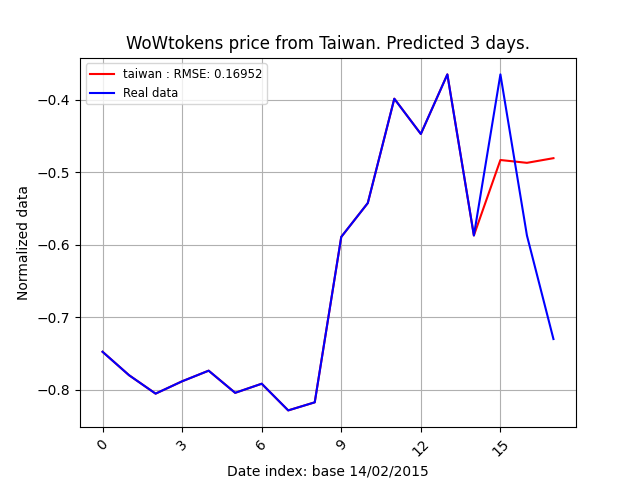 WoWtokens price from Taiwan. Predicted 3 days.
taiwan : RMSE: 0.16952
Real data
−0.4
−0.5
−0.6
−0.7
−0.8
Normalized data
0
3
6
9
12
15
Date index: base 14/02/2015